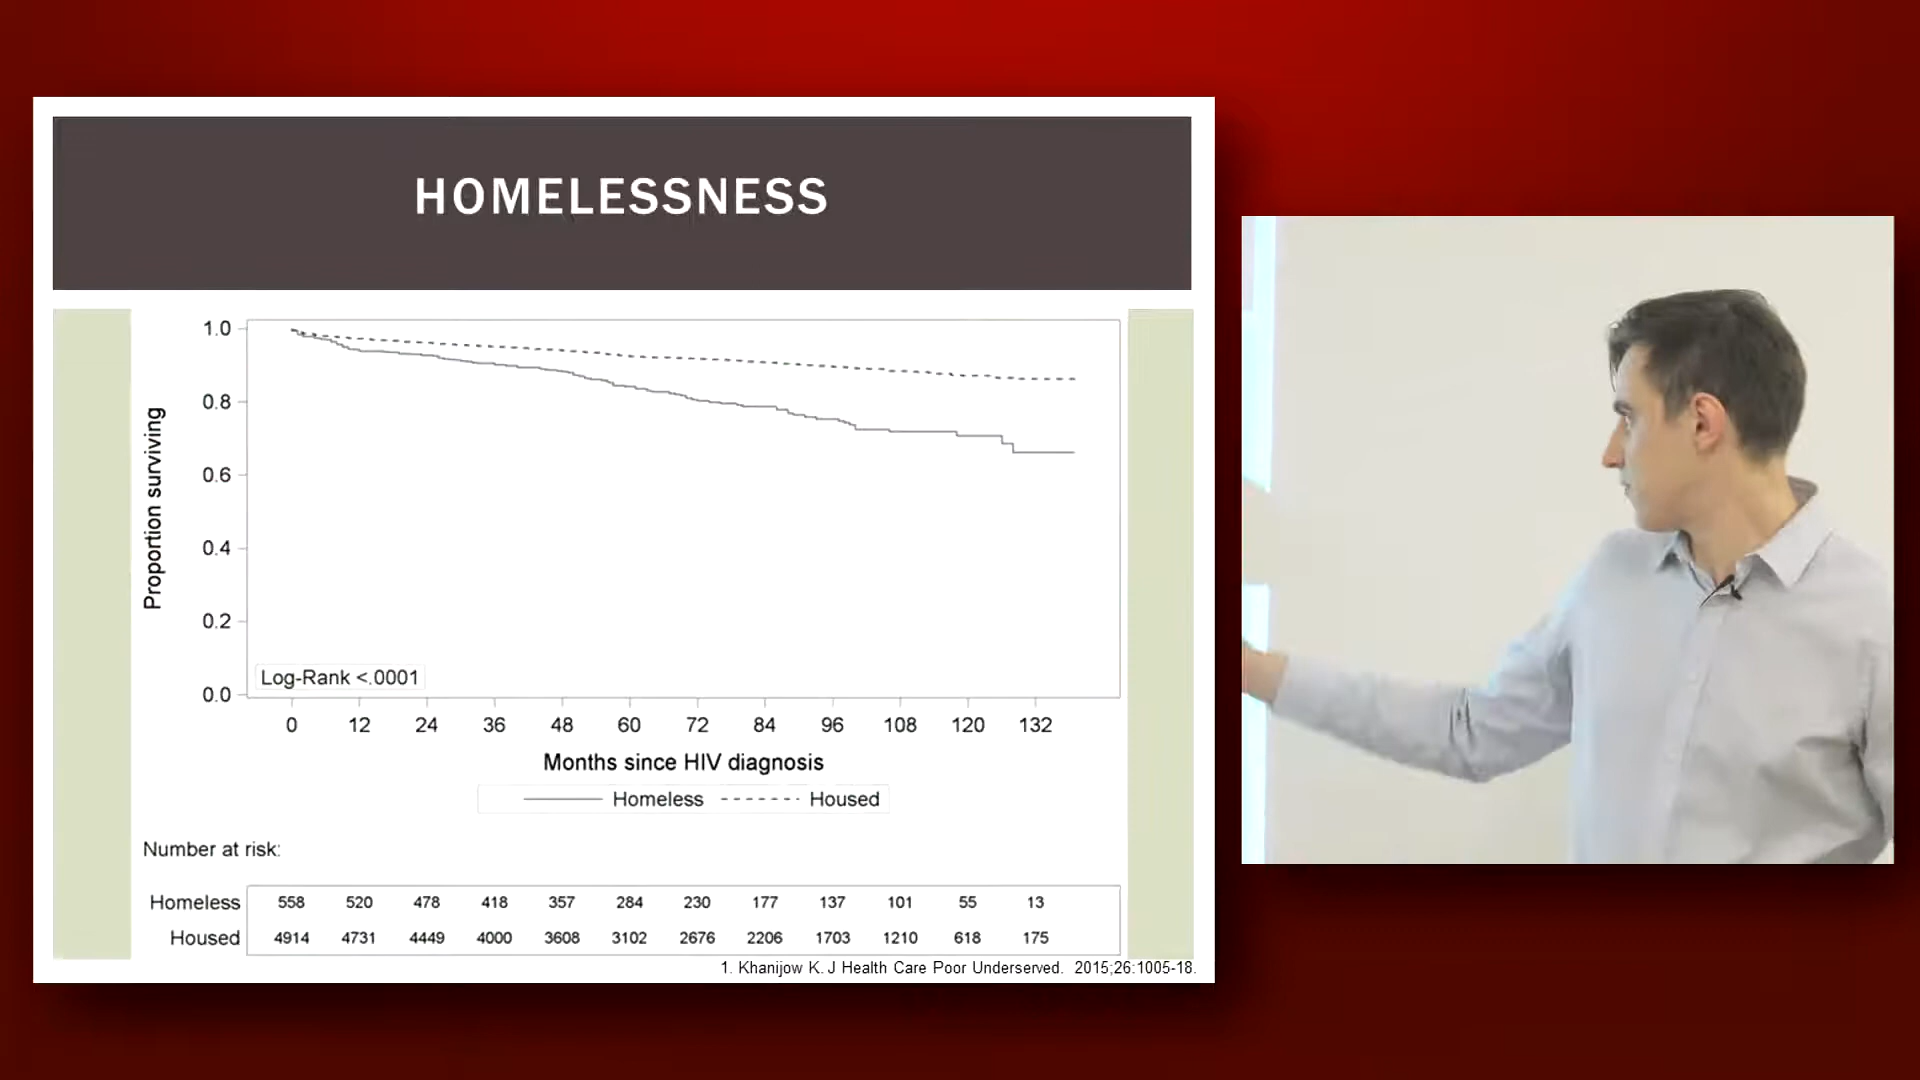 HOMELESSNESS
1.0
0.8
0.6
0.4
0.2
0.0
Proportion surviving
Log-Rank <.0001
0 12 24 36 48 60 72 84 96 108 120 132
Months since HIV diagnosis
Homeless Housed
Number at risk:
Homeless 558 520 478 418 357 284 230 177 137 101 55 13
Housed 4914 4731 4449 4000 3608 3102 2676 2206 1703 1210 618 175
1. Khanijow K. J Health Care Poor Underserved. 2015;26:1005-18.